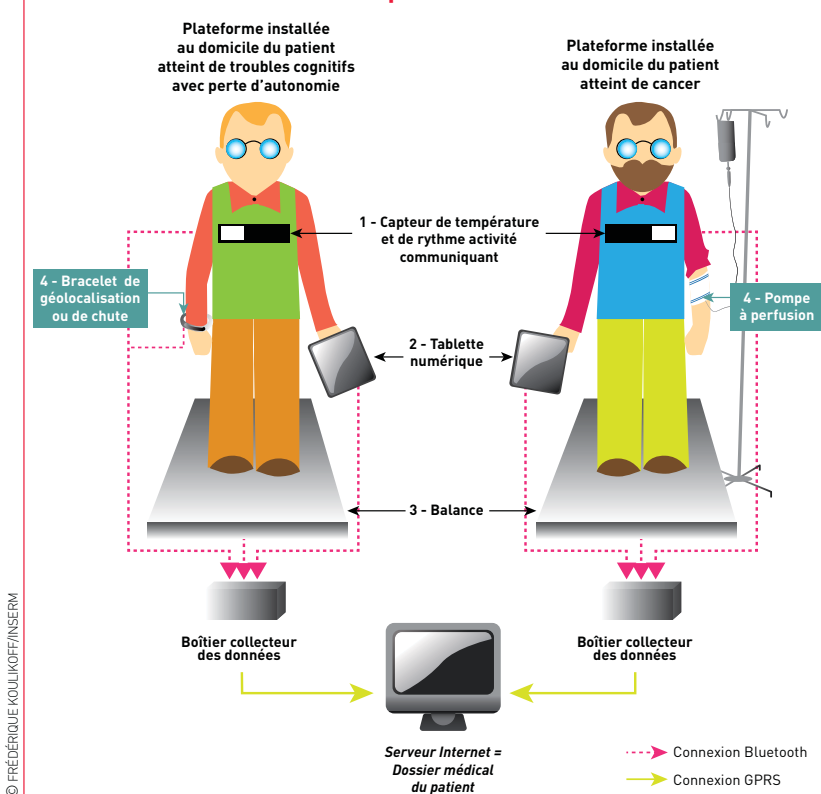 Plateforme installée
au domicile du patient
atteint de troubles cognitifs
avec perte d’autonomie
Plateforme installée
au domicile du patient
atteint de cancer
1 - Capteur de température
et de rythme activité
communiquant
4 - Bracelet de
géolocalisation
ou de chute
4 - Pompe
à perfusion
2 - Tablette
numérique
3 - Balance
Boîtier collecteur
des données
Boîtier collecteur
des données
Serveur Internet =
Dossier médical
du patient
Connexion Bluetooth
Connexion GPRS
© FRÉDÉRIQUE KOULIKOFF/INSERM